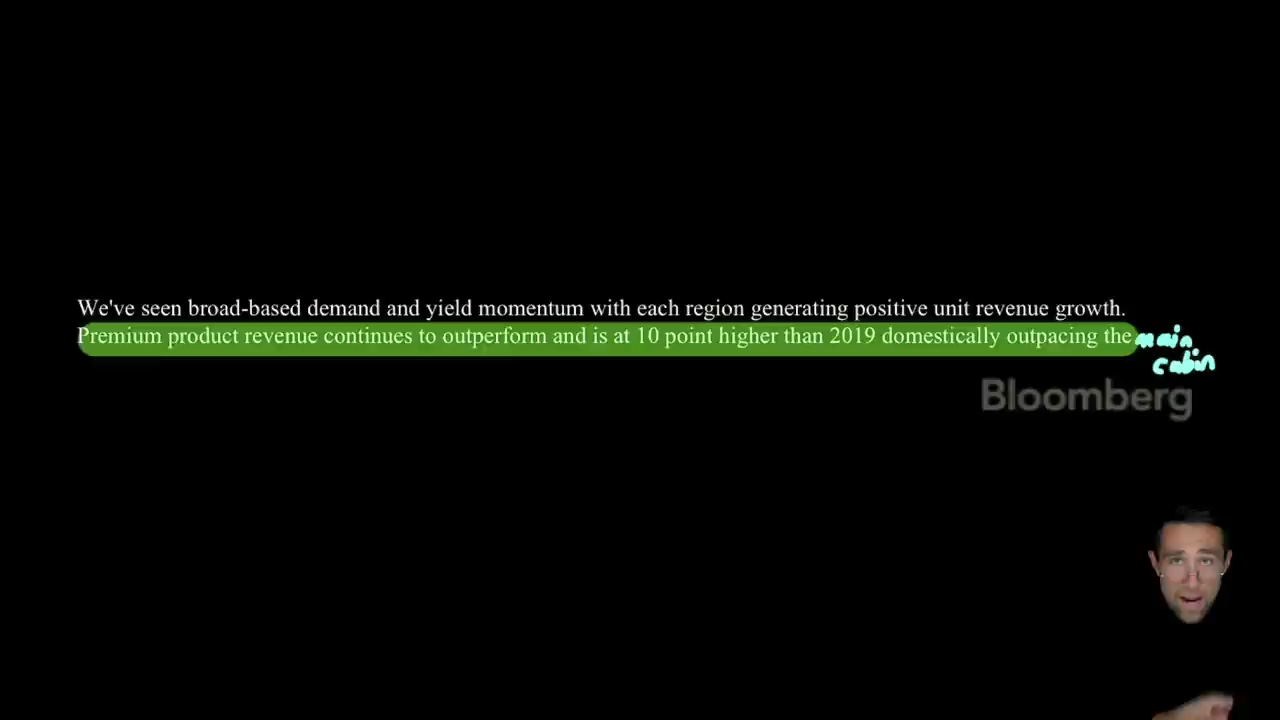 We've seen broad-based demand and yield momentum with each region generating positive unit revenue growth.
Premium product revenue continues to outperform and is at 10 point higher than 2019 domestically outpacing the main
cabin
Bloomberg